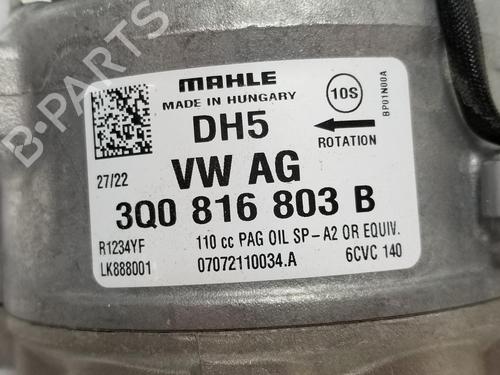 B-PARTS
MAHLE
MADE IN HUNGARY
10S
BP01N00A
DH5
ROTATION
27/22
VW AG
3Q0 816 803 B
R1234YF
110 cc PAG OIL SP-A2 OR EQUIV.
LK888001
07072110034.A
6CVC 140